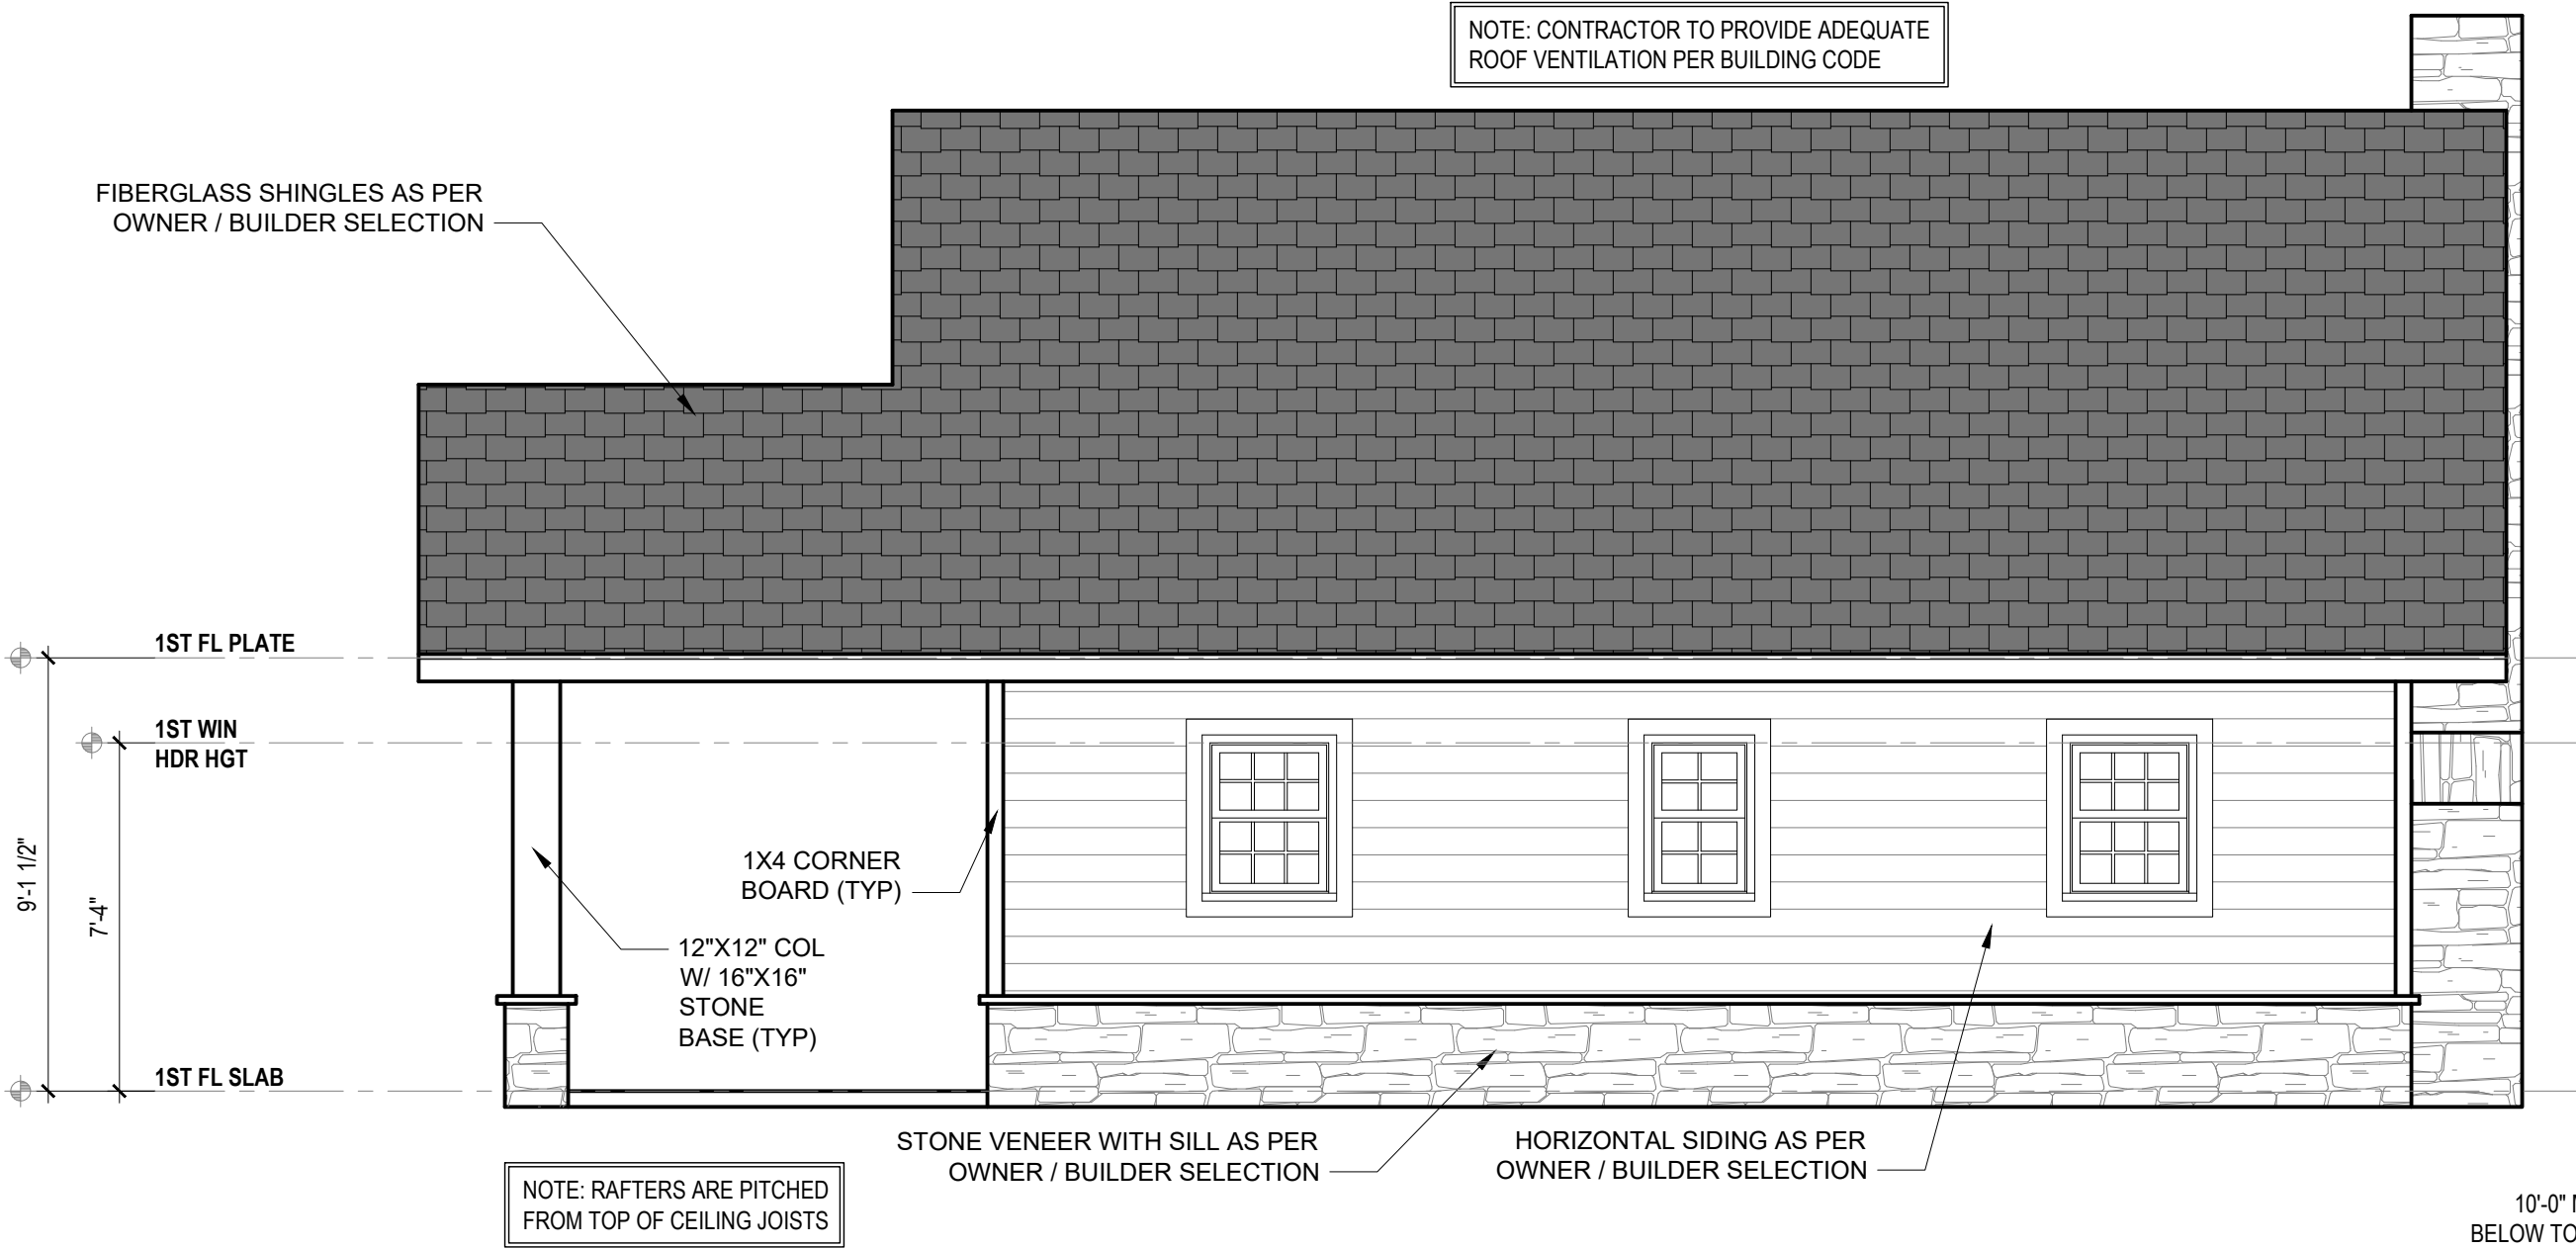 NOTE: CONTRACTOR TO PROVIDE ADEQUATE
ROOF VENTILATION PER BUILDING CODE
FIBERGLASS SHINGLES AS PER
OWNER / BUILDER SELECTION
1ST FL PLATE
1ST WIN
HDR HGT
9'-1 1/2"
7'-4"
1X4 CORNER
BOARD (TYP)
12"X12" COL
W/ 16"X16"
STONE
BASE (TYP)
1ST FL SLAB
STONE VENEER WITH SILL AS PER
OWNER / BUILDER SELECTION
HORIZONTAL SIDING AS PER
OWNER / BUILDER SELECTION
NOTE: RAFTERS ARE PITCHED
FROM TOP OF CEILING JOISTS
10'-0"
BELOW TO